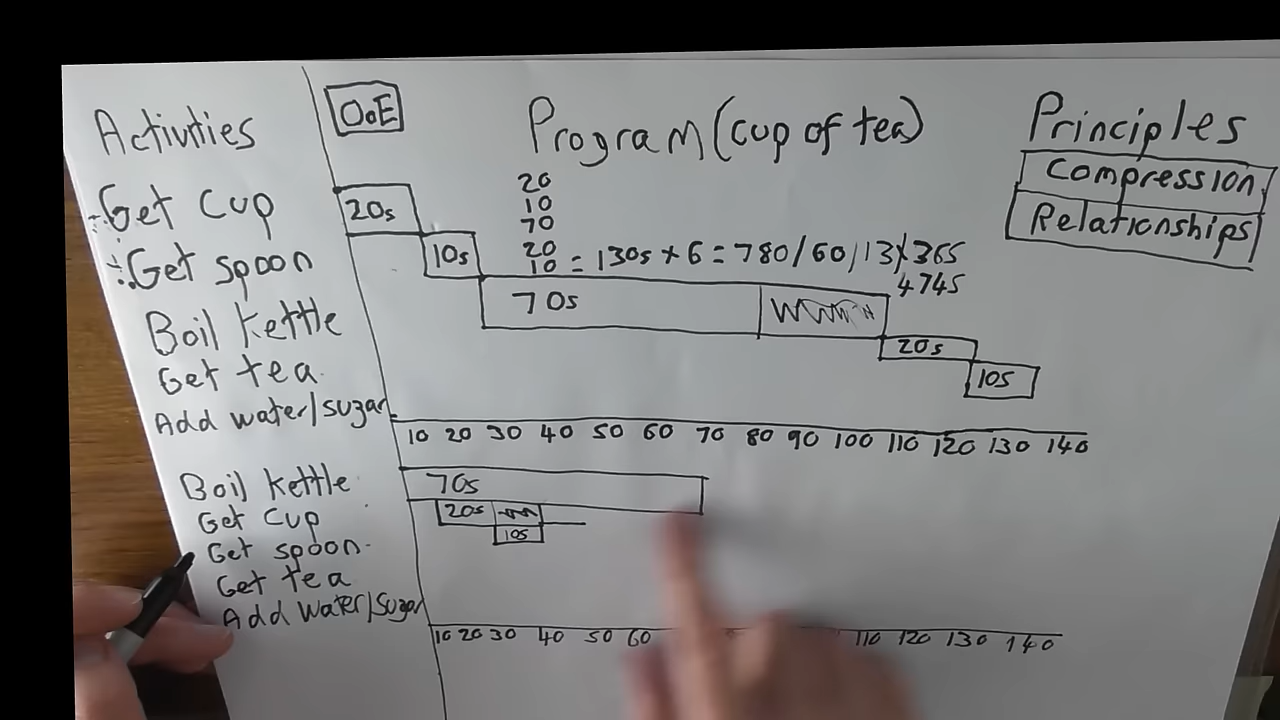 Activities
OoE
Program (cup of tea)
Principles
Compression
Relationships
Get Cup
20s
20
10
70
20
10 = 130s × 6 = 780/60/13 × 365
4745
Get spoon
10s
Boil Kettle
70s
Get tea
20s
Add water/sugar
10s
10 20 30 40 50 60 70 80 90 100 110 120 130 140
Boil Kettle
70s
Get Cup
20s
Get spoon
10s
Get tea
Add Water/Sugar
10 20 30 40 50 60 110 120 130 140